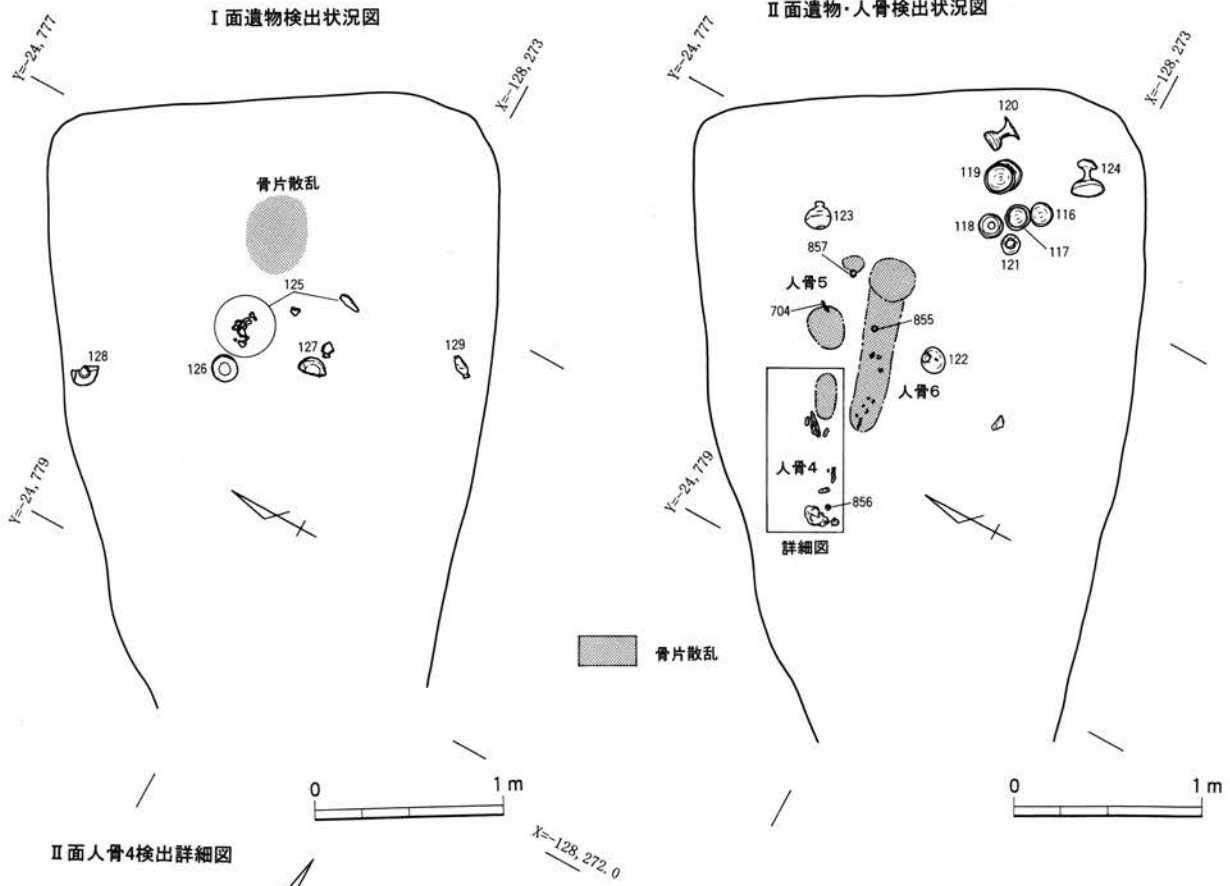 I面遺物検出状況図
Y=-24,777
X=-128,273
骨片散乱
125
128
126
127
129
Y=-24,779
0 1m
X=-128,272.0
II面遺物・人骨検出状況図
Y=-24,777
X=-128,273
120
119
124
123
118
116
117
121
857
人骨5
704
855
122
人骨6
人骨4
856
Y=-24,779
詳細図
骨片散乱
0 1m
II面人骨4検出詳細図